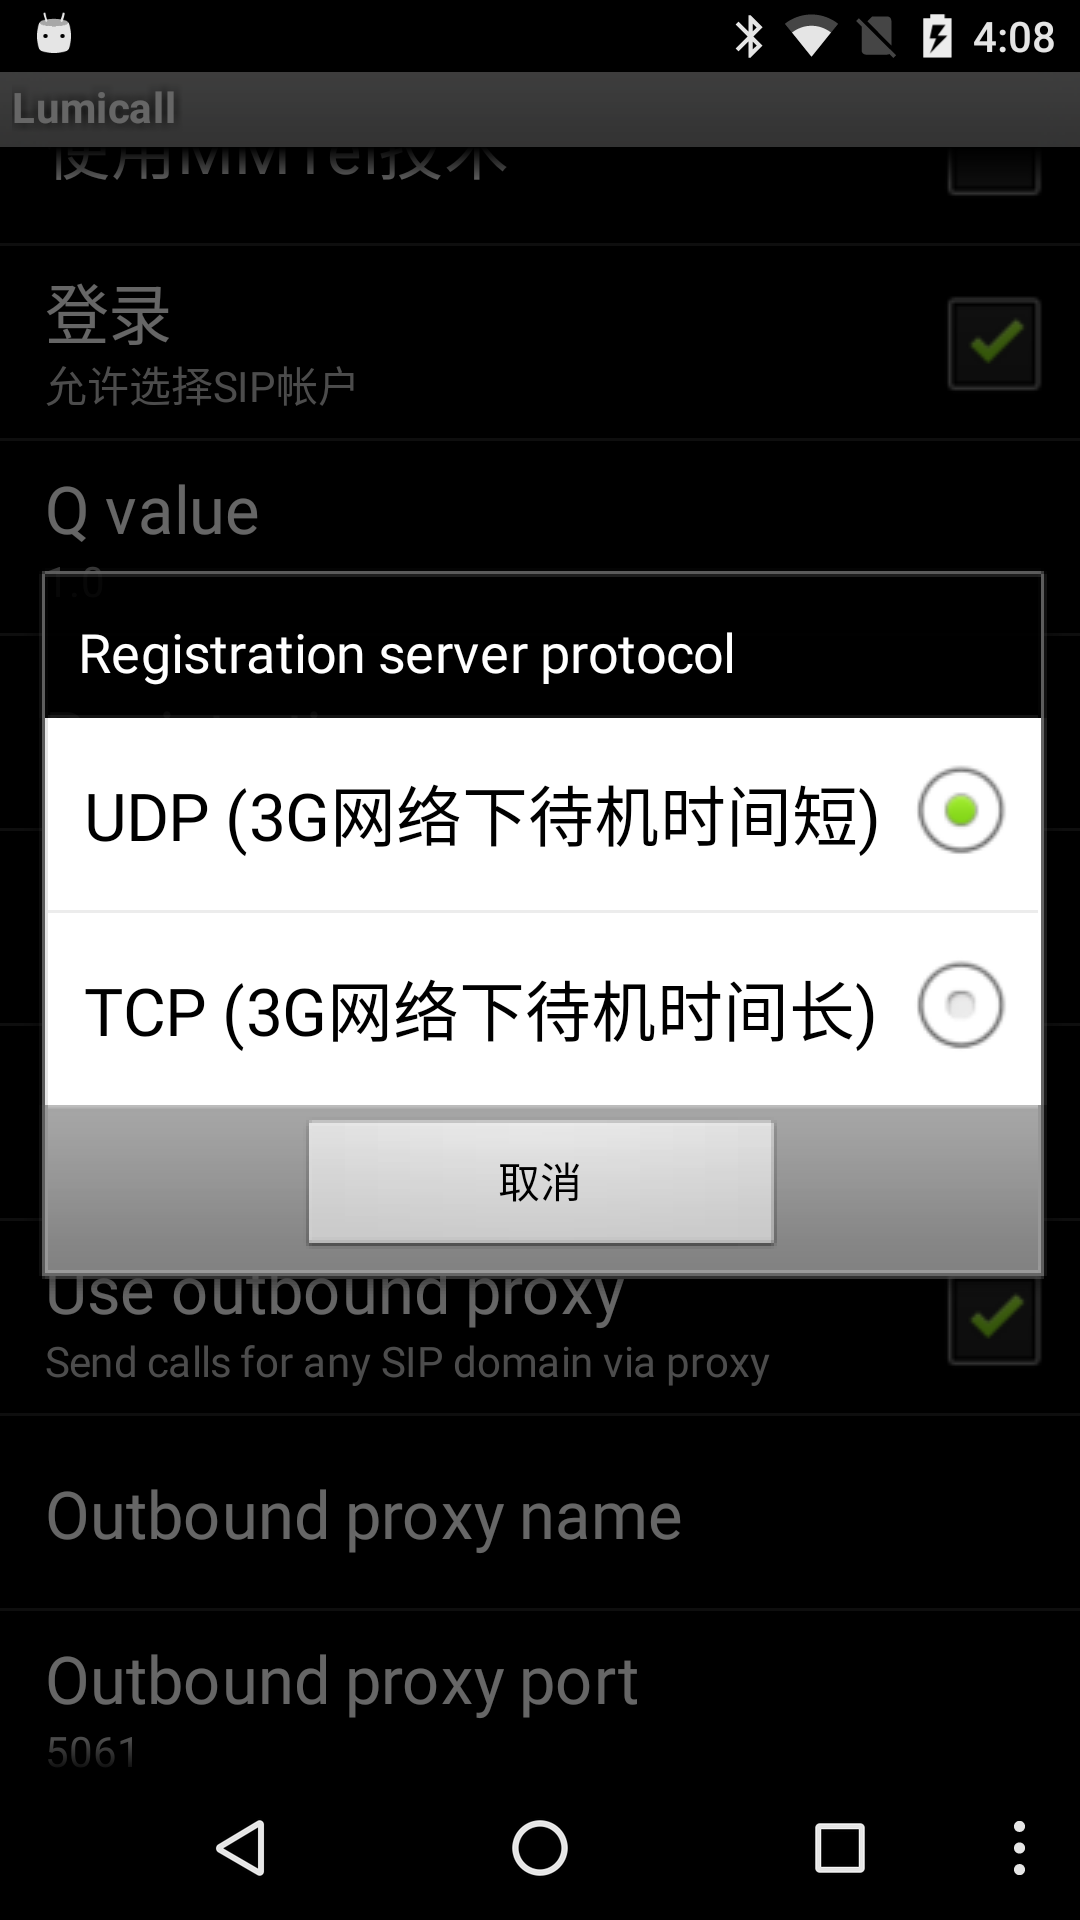 4:08
Lumicall
使用MMTel技术
登录
允许选择SIP帐户
Q value
1.0
Registration server protocol
UDP (3G网络下待机时间短)
TCP (3G网络下待机时间长)
取消
Use outbound proxy
Send calls for any SIP domain via proxy
Outbound proxy name
Outbound proxy port
5061